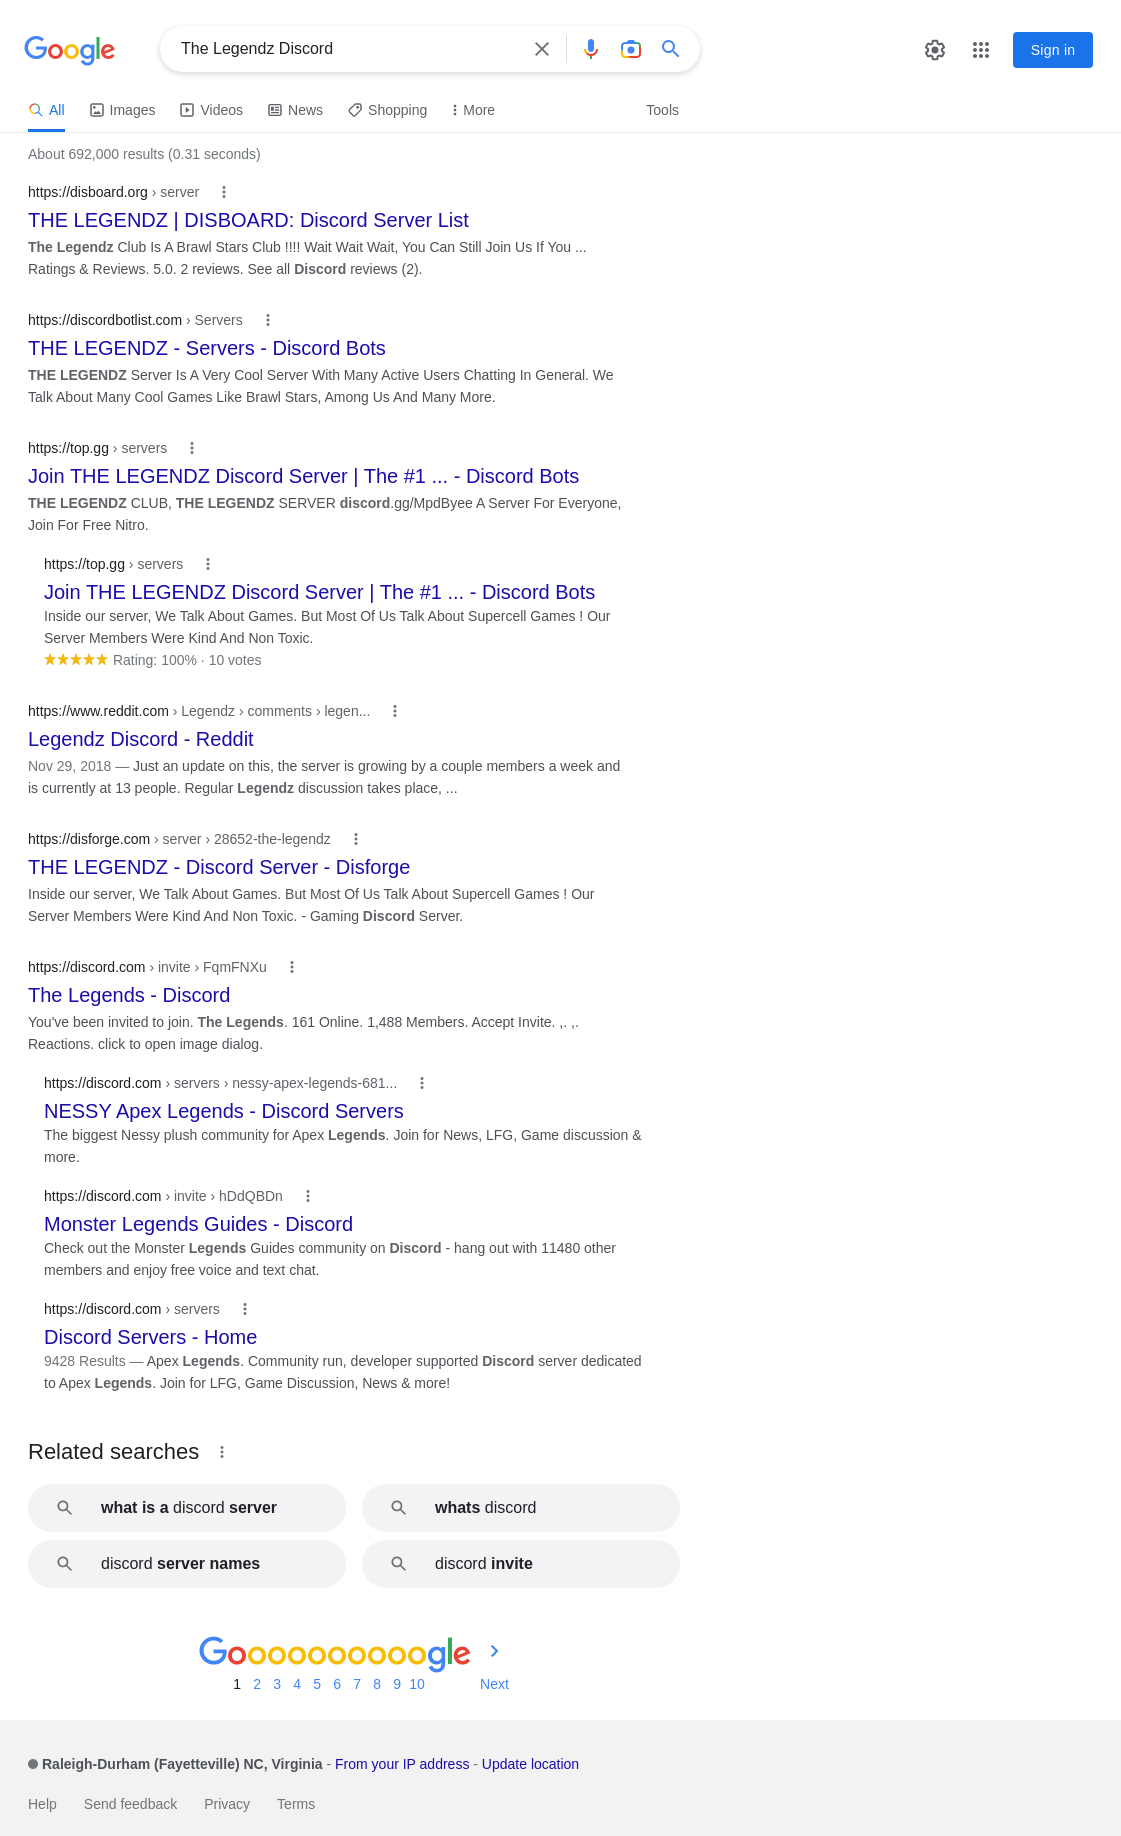 Google
The Legendz Discord
Sign in
All Images Videos News Shopping More Tools
About 692,000 results (0.31 seconds)
https://disboard.org › server
THE LEGENDZ | DISBOARD: Discord Server List
The Legendz Club Is A Brawl Stars Club !!!! Wait Wait Wait, You Can Still Join Us If You ...
Ratings & Reviews. 5.0. 2 reviews. See all Discord reviews (2).
https://discordbotlist.com › Servers
THE LEGENDZ - Servers - Discord Bots
THE LEGENDZ Server Is A Very Cool Server With Many Active Users Chatting In General. We
Talk About Many Cool Games Like Brawl Stars, Among Us And Many More.
https://top.gg › servers
Join THE LEGENDZ Discord Server | The #1 ... - Discord Bots
THE LEGENDZ CLUB, THE LEGENDZ SERVER discord.gg/MpdByee A Server For Everyone,
Join For Free Nitro.
https://top.gg › servers
Join THE LEGENDZ Discord Server | The #1 ... - Discord Bots
Inside our server, We Talk About Games. But Most Of Us Talk About Supercell Games ! Our
Server Members Were Kind And Non Toxic.
Rating: 100% · 10 votes
https://www.reddit.com › Legendz › comments › legen...
Legendz Discord - Reddit
Nov 29, 2018 — Just an update on this, the server is growing by a couple members a week and
is currently at 13 people. Regular Legendz discussion takes place, ...
https://disforge.com › server › 28652-the-legendz
THE LEGENDZ - Discord Server - Disforge
Inside our server, We Talk About Games. But Most Of Us Talk About Supercell Games ! Our
Server Members Were Kind And Non Toxic. - Gaming Discord Server.
https://discord.com › invite › FqmFNXu
The Legends - Discord
You've been invited to join. The Legends. 161 Online. 1,488 Members. Accept Invite. ,. ,.
Reactions. click to open image dialog.
https://discord.com › servers › nessy-apex-legends-681...
NESSY Apex Legends - Discord Servers
The biggest Nessy plush community for Apex Legends. Join for News, LFG, Game discussion &
more.
https://discord.com › invite › hDdQBDn
Monster Legends Guides - Discord
Check out the Monster Legends Guides community on Discord - hang out with 11480 other
members and enjoy free voice and text chat.
https://discord.com › servers
Discord Servers - Home
9428 Results — Apex Legends. Community run, developer supported Discord server dedicated
to Apex Legends. Join for LFG, Game Discussion, News & more!
Related searches
what is a discord server
whats discord
discord server names
discord invite
Gooooooooooogle
1 2 3 4 5 6 7 8 9 10 Next
Raleigh-Durham (Fayetteville) NC, Virginia - From your IP address - Update location
Help Send feedback Privacy Terms